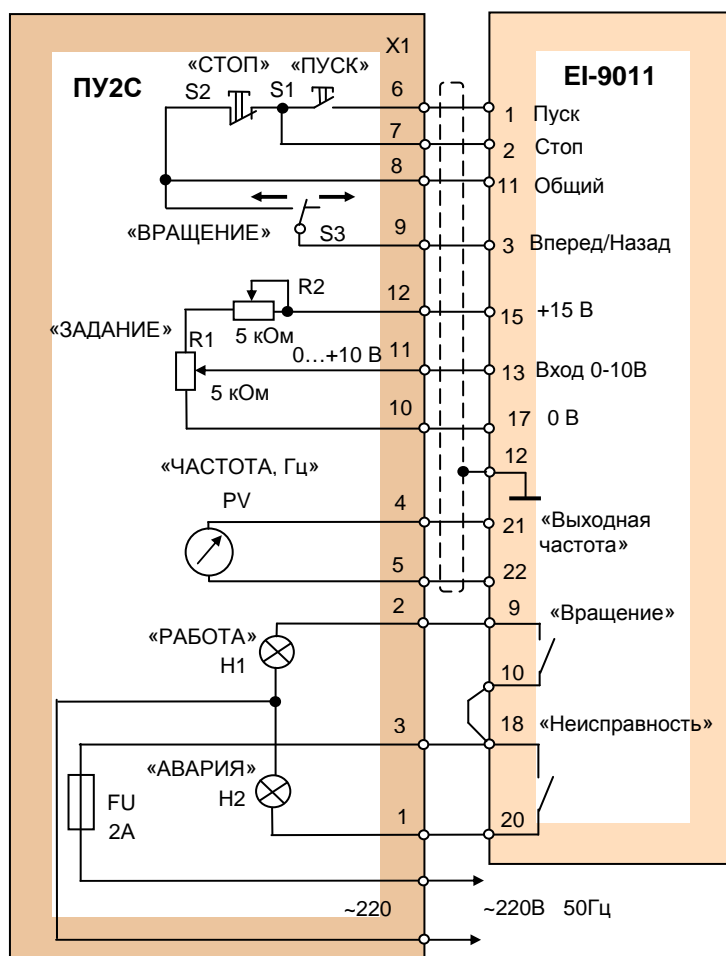 X1
ПУ2С
EI-9011
«СТОП» «ПУСК»
S2 S1 6
1 Пуск
7
2 Стоп
8
11 Общий
«ВРАЩЕНИЕ» S3 9
3 Вперед/Назад
R2 12
15 +15 В
«ЗАДАНИЕ»
R1 5 кОм
0...+10 В 11
13 Вход 0-10В
5 кОм
10
17 0 В
12
«ЧАСТОТА, Гц»
PV 4
21 «Выходная
частота»
5
22
2
9 «Вращение»
«РАБОТА»
H1
10
3
18 «Неисправность»
«АВАРИЯ»
H2
FU
2А
1
20
~220
~220В 50Гц